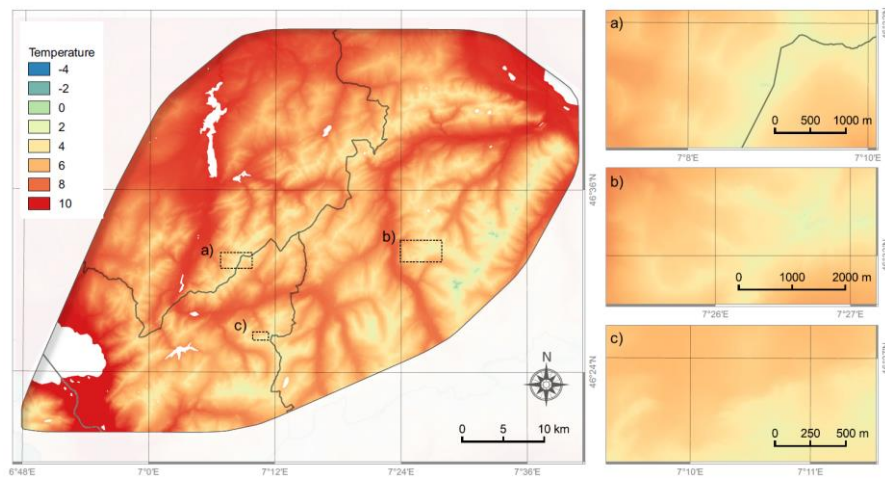 Temperature
-4
-2
0
2
4
6
8
10
a)
b)
c)
N
0 5 10 km
6°48'E 7°0'E 7°12'E 7°24'E 7°36'E
46°36'N
46°24'N
a)
0 500 1000 m
7°8'E 7°10'E
b)
0 1000 2000 m
7°26'E 7°27'E
c)
0 250 500 m
7°10'E 7°11'E